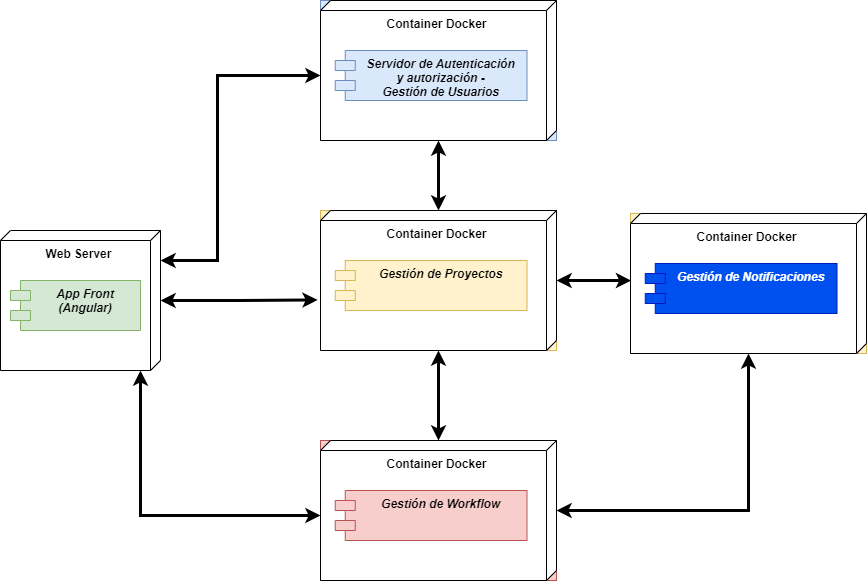 Container Docker
Servidor de Autenticación
y autorización -
Gestión de Usuarios
Container Docker
Gestión de Proyectos
Container Docker
Gestión de Notificaciones
Web Server
App Front
(Angular)
Container Docker
Gestión de Workflow